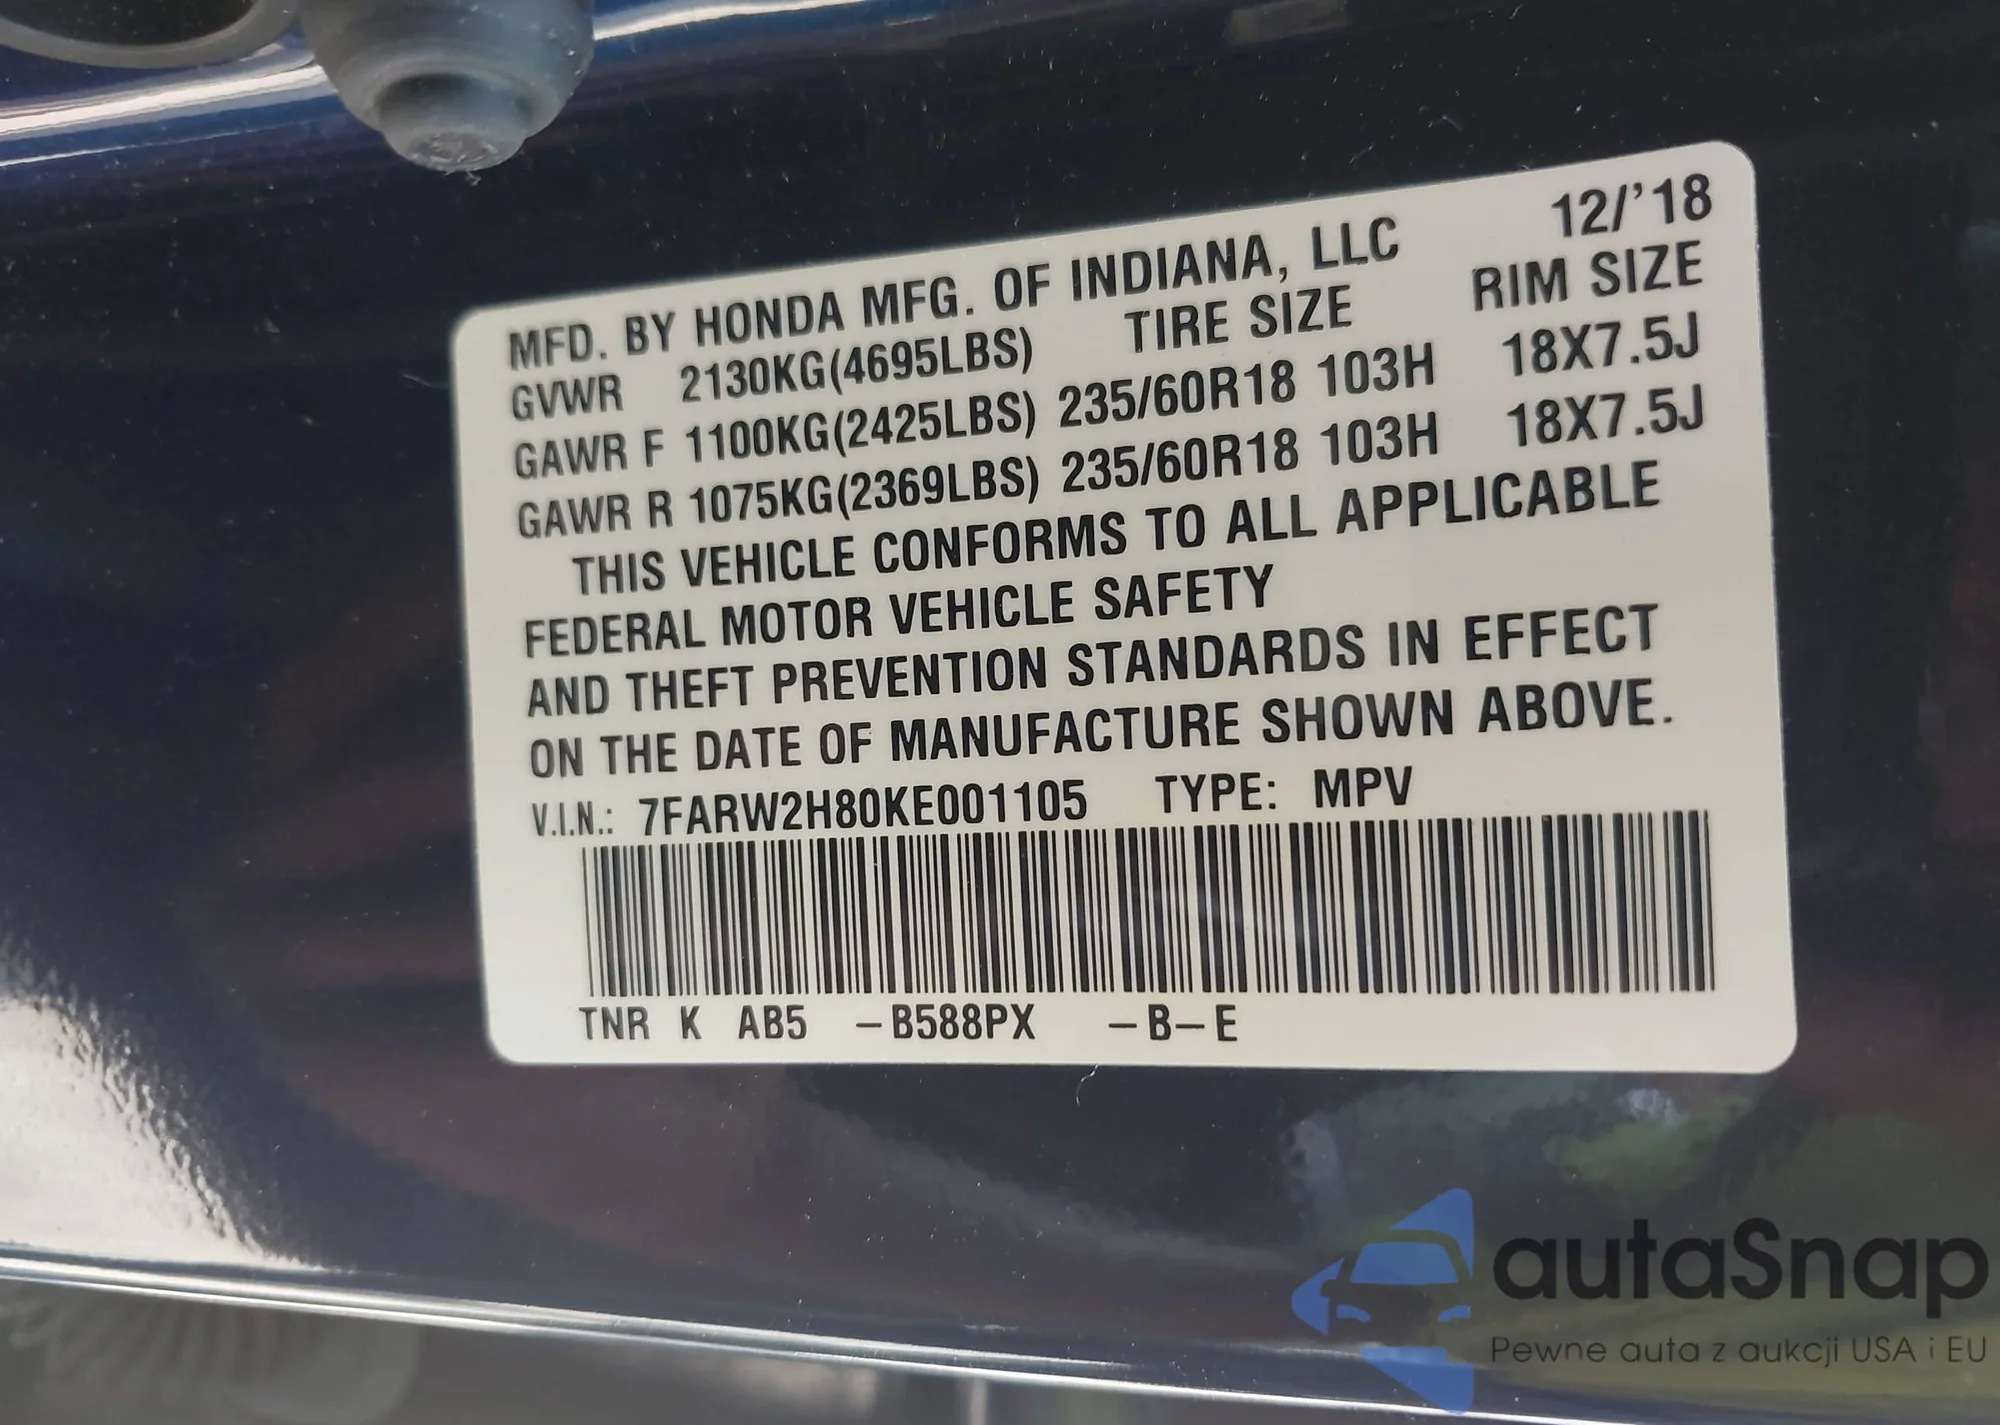 MFD. BY HONDA MFG. OF INDIANA, LLC 12/'18
GVWR 2130KG(4695LBS) TIRE SIZE RIM SIZE
GAWR F 1100KG(2425LBS) 235/60R18 103H 18X7.5J
GAWR R 1075KG(2369LBS) 235/60R18 103H 18X7.5J
THIS VEHICLE CONFORMS TO ALL APPLICABLE
FEDERAL MOTOR VEHICLE SAFETY
AND THEFT PREVENTION STANDARDS IN EFFECT
ON THE DATE OF MANUFACTURE SHOWN ABOVE.
V.I.N.: 7FARW2H80KE001105 TYPE: MPV
TNR K AB5 -B588PX -B-E
autaSnap
Pewne auta z aukcji USA i EU